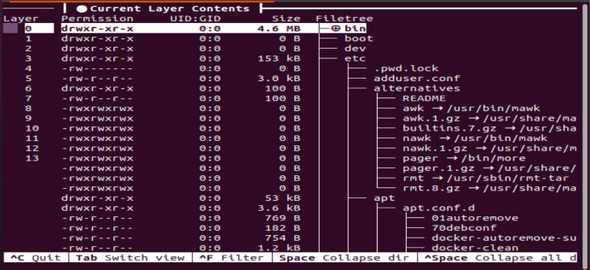 Current Layer Contents
Layer Permission UID:GID Size Filetree
0 drwxr-xr-x 0:0 4.6 MB ├─⊕ bin
1 drwxr-xr-x 0:0 0 B ├── boot
2 drwxr-xr-x 0:0 0 B ├── dev
3 drwxr-xr-x 0:0 153 kB ├── etc
4 -rw------- 0:0 0 B │ ├── .pwd.lock
5 -rw-r--r-- 0:0 3.0 kB │ ├── adduser.conf
6 drwxr-xr-x 0:0 100 B │ ├── alternatives
7 -rw-r--r-- 0:0 100 B │ │ ├── README
8 -rwxrwxrwx 0:0 0 B │ │ ├── awk → /usr/bin/mawk
9 -rwxrwxrwx 0:0 0 B │ │ ├── awk.1.gz → /usr/share/ma
10 -rwxrwxrwx 0:0 0 B │ │ ├── builtins.7.gz → /usr/sha
11 -rwxrwxrwx 0:0 0 B │ │ ├── nawk → /usr/bin/mawk
12 -rwxrwxrwx 0:0 0 B │ │ ├── nawk.1.gz → /usr/share/m
13 -rwxrwxrwx 0:0 0 B │ │ ├── pager → /bin/more
-rwxrwxrwx 0:0 0 B │ │ ├── pager.1.gz → /usr/share/
-rwxrwxrwx 0:0 0 B │ │ ├── rmt → /usr/sbin/rmt-tar
-rwxrwxrwx 0:0 0 B │ │ └── rmt.8.gz → /usr/share/ma
drwxr-xr-x 0:0 53 kB │ ├── apt
drwxr-xr-x 0:0 3.6 kB │ │ ├── apt.conf.d
-rw-r--r-- 0:0 769 B │ │ │ ├── 01autoremove
-rw-r--r-- 0:0 182 B │ │ │ ├── 70debconf
-rw-r--r-- 0:0 754 B │ │ │ ├── docker-autoremove-su
-rw-r--r-- 0:0 1.2 kB │ │ │ ├── docker-clean
^C Quit Tab Switch view ^F Filter Space Collapse dir ^Space Collapse all d